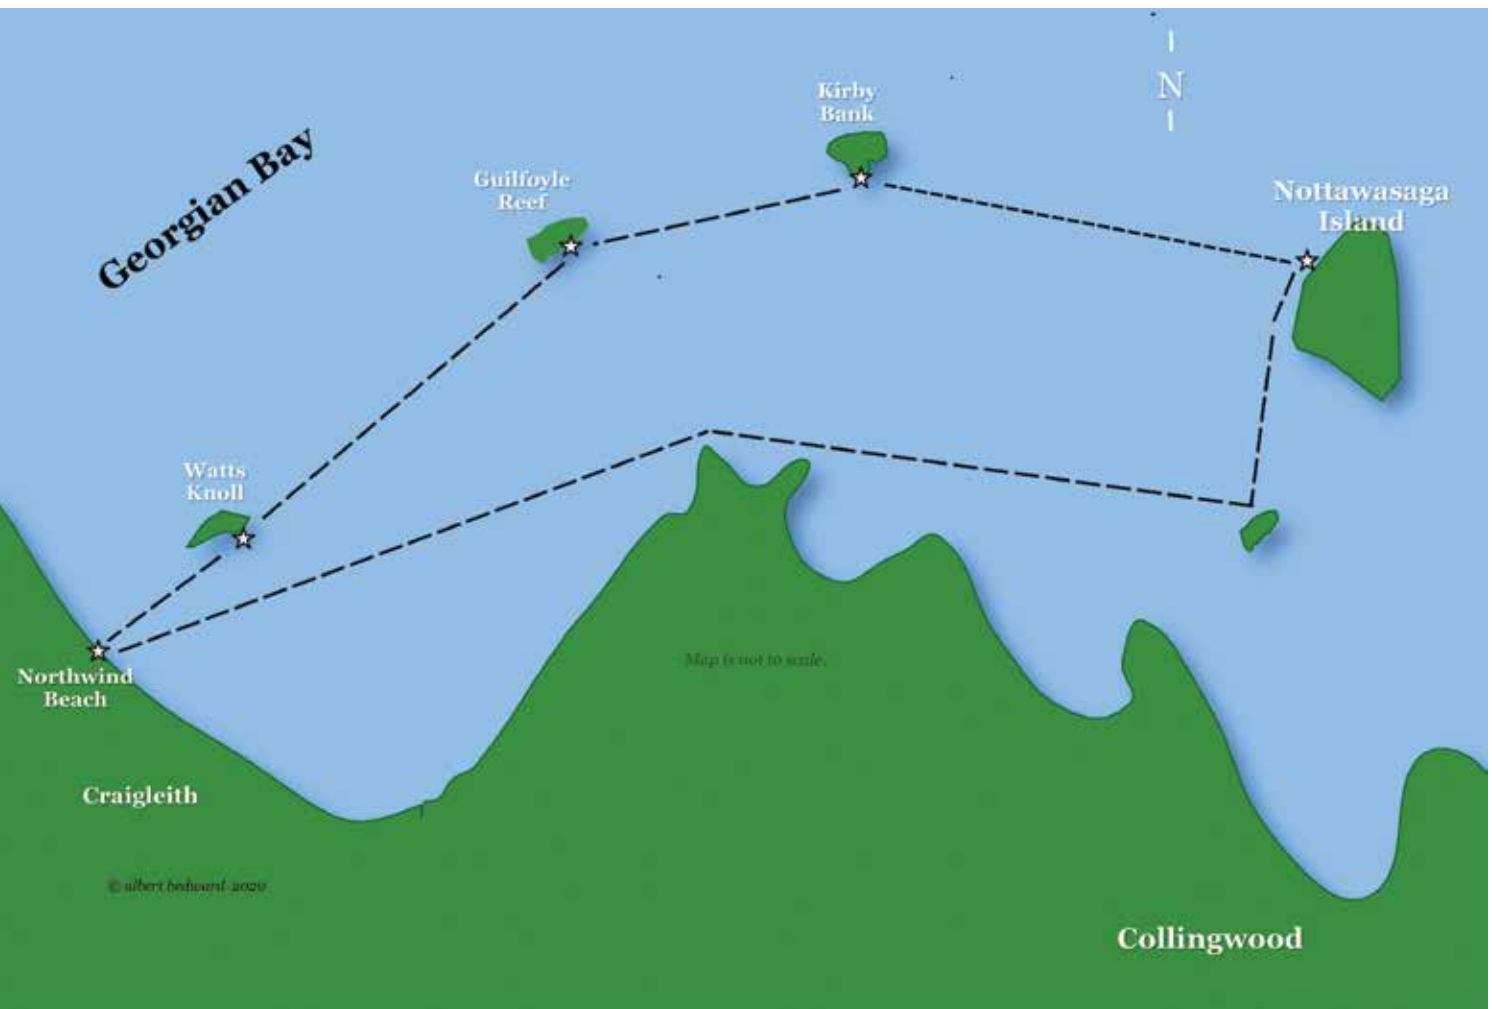 Kirby
Bank
N
Georgian Bay
Guilfoyle
Reef
Nottawasaga
Island
Watts
Knoll
Map is not to scale.
Northwind
Beach
Craigleith
© albert bedward 2020
Collingwood